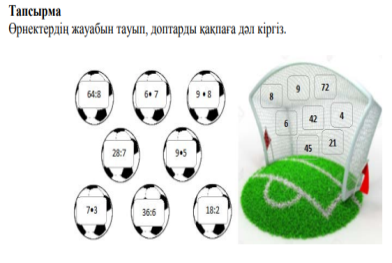 Тапсырма
Өрнектердің жауабын тауып, доптарды қақпаға дәл кіргіз.
64:8 6•7 9•8
28:7 9•5
7•3 36:6 18:2
8 9 72
6 42 4
45 21